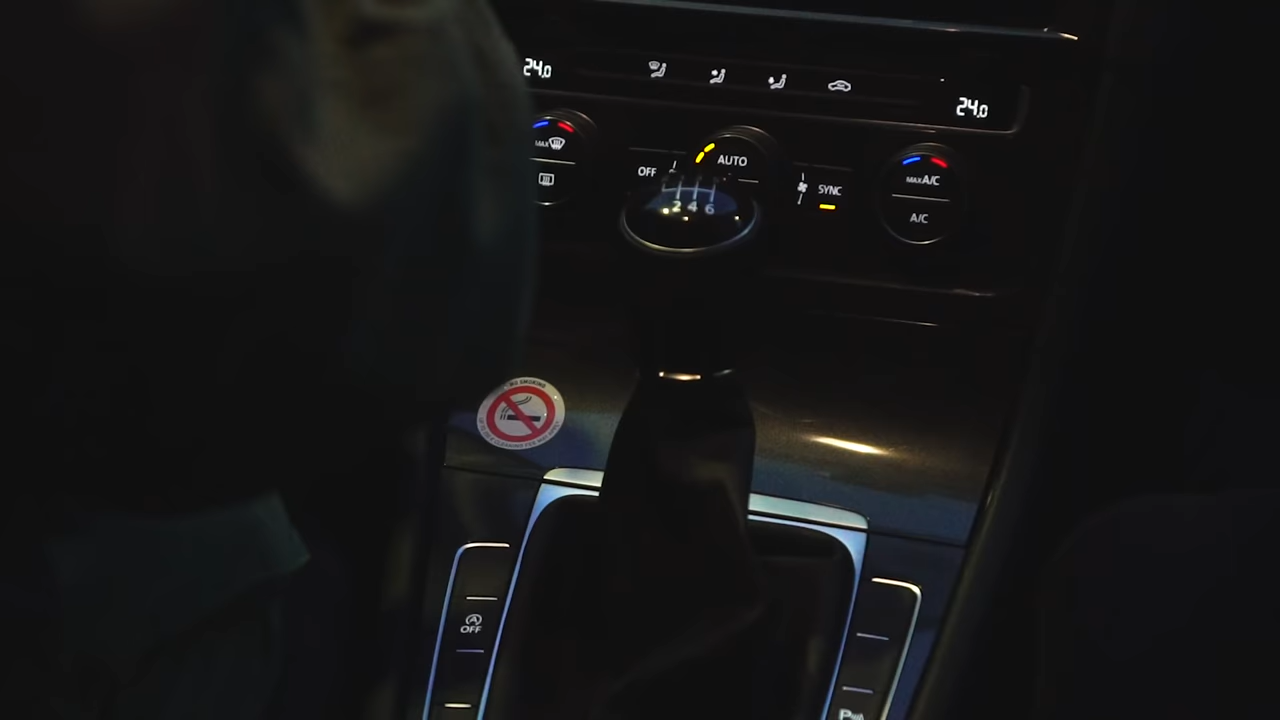 24.0
24.0
MAX
OFF
AUTO
SYNC
MAX A/C
A/C
2 4 6
NO SMOKING
OFF
P